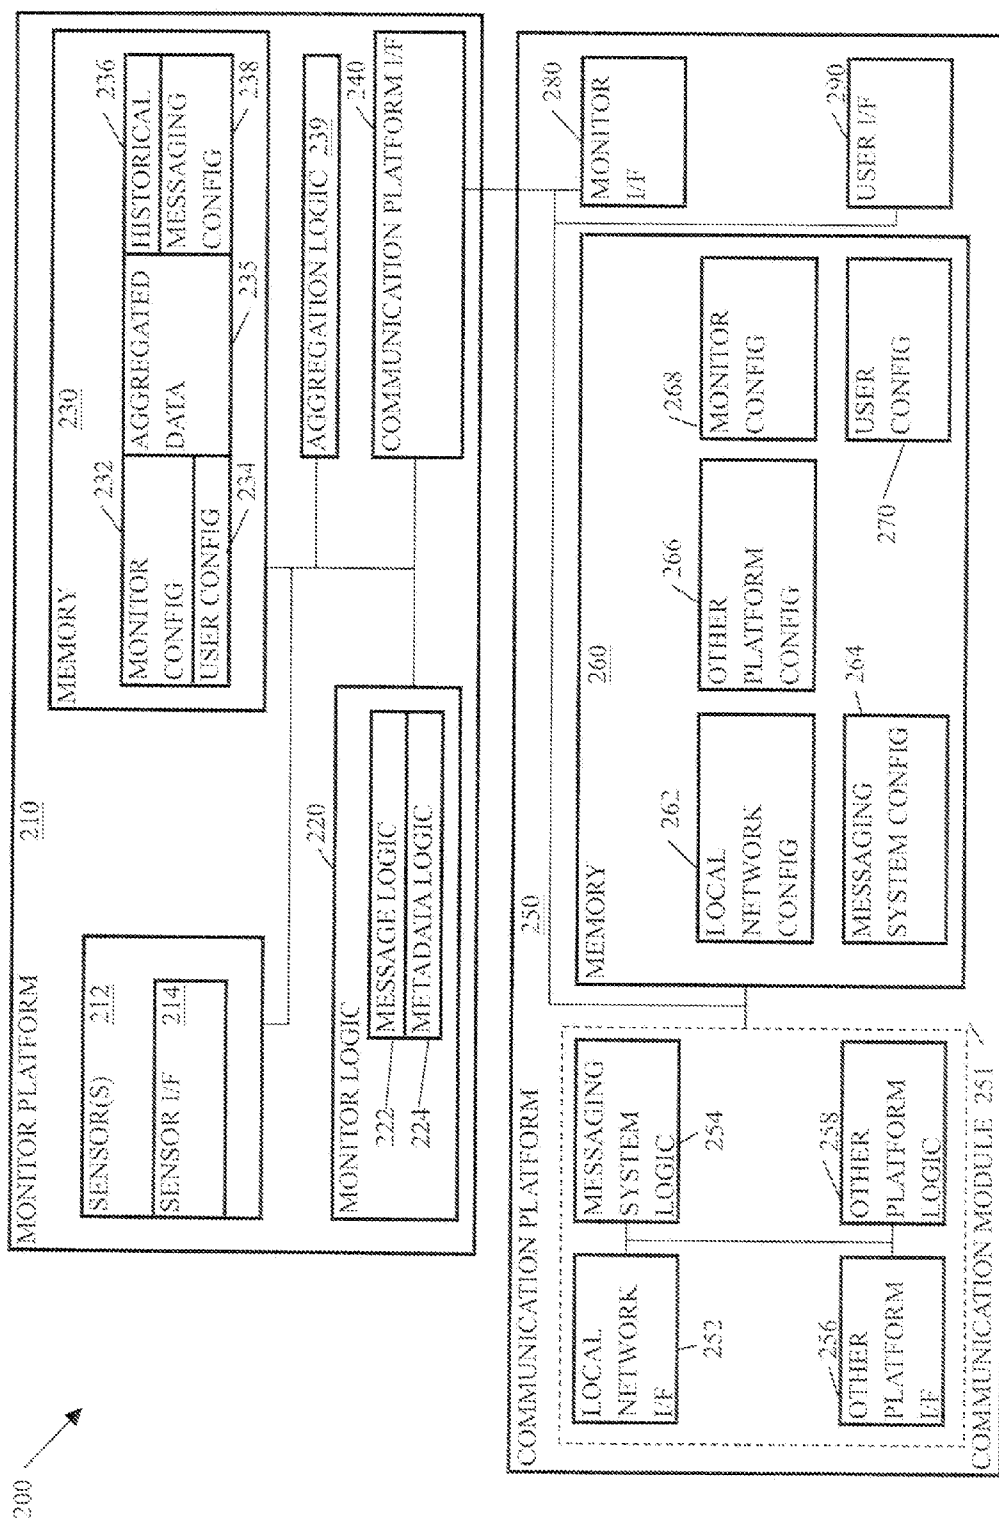 200
MONITOR PLATFORM
210
SENSOR(S)
212
SENSOR I/F
214
MONITOR LOGIC
220
MESSAGE LOGIC
222
METADATA LOGIC
224
MEMORY
230
MONITOR
CONFIG
232
USER CONFIG
234
AGGREGATED
DATA
235
HISTORICAL
236
MESSAGING
CONFIG
238
AGGREGATION LOGIC 239
COMMUNICATION PLATFORM I/F
240
COMMUNICATION PLATFORM
250
LOCAL
NETWORK
I/F
252
MESSAGING
SYSTEM
LOGIC
254
OTHER
PLATFORM
I/F
256
OTHER
PLATFORM
LOGIC
258
COMMUNICATION MODULE 251
MEMORY
260
LOCAL
NETWORK
CONFIG
262
MESSAGING
SYSTEM CONFIG
264
OTHER
PLATFORM
CONFIG
266
MONITOR
CONFIG
268
USER
CONFIG
270
MONITOR
I/F
280
USER I/F
290